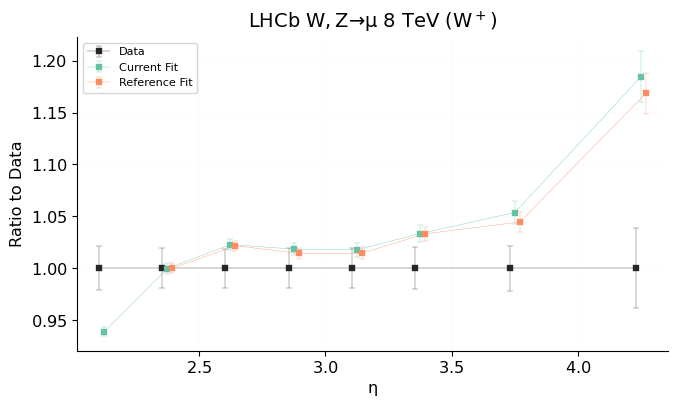 LHCb W, Z→μ 8 TeV (W⁺)
Data
Current Fit
Reference Fit
Ratio to Data
1.20
1.15
1.10
1.05
1.00
0.95
2.5 3.0 3.5 4.0
η